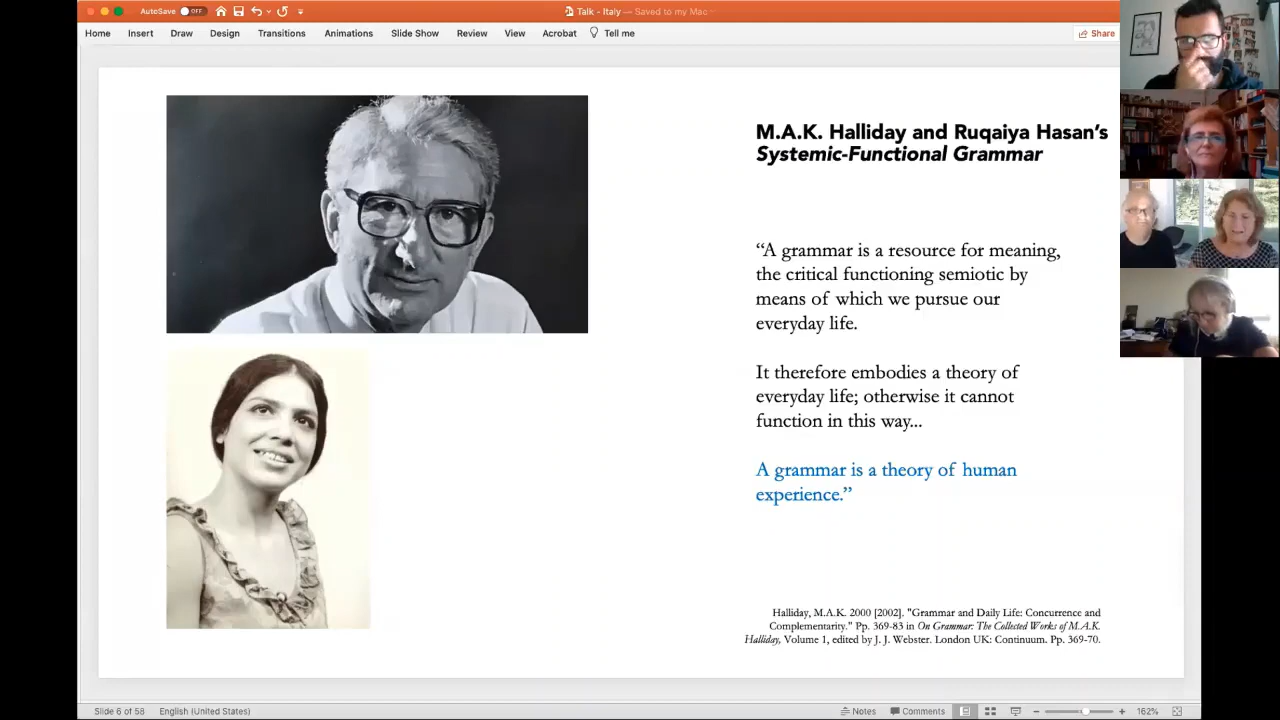 AutoSave OFF
Talk - Italy — Saved to my Mac
Home Insert Draw Design Transitions Animations Slide Show Review View Acrobat Tell me Share
M.A.K. Halliday and Ruqaiya Hasan’s
Systemic-Functional Grammar
“A grammar is a resource for meaning,
the critical functioning semiotic by
means of which we pursue our
everyday life.
It therefore embodies a theory of
everyday life; otherwise it cannot
function in this way...
A grammar is a theory of human
experience.”
Halliday, M.A.K. 2000 [2002]. "Grammar and Daily Life: Concurrence and
Complementarity." Pp. 369-83 in On Grammar: The Collected Works of M.A.K.
Halliday, Volume 1, edited by J. J. Webster. London UK: Continuum. Pp. 369-70.
Slide 6 of 58 English (United States) Notes Comments 162%